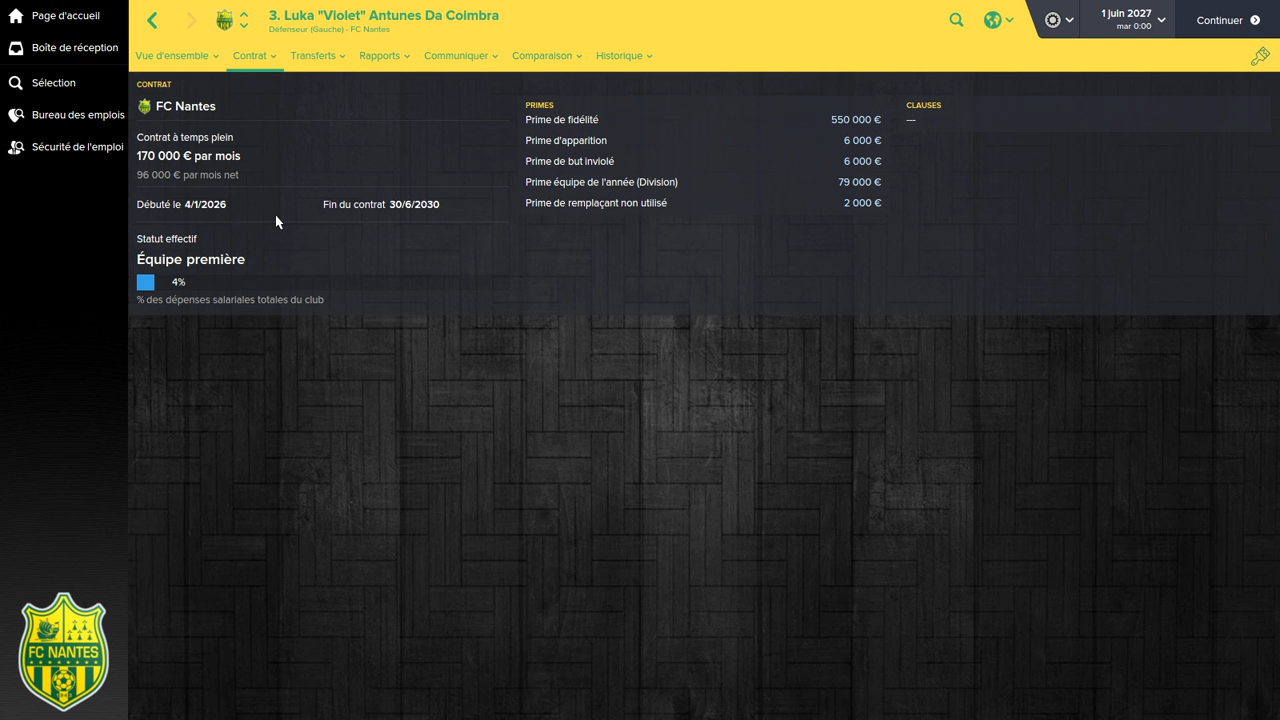 Page d'accueil
Boîte de réception
Sélection
Bureau des emplois
Sécurité de l'emploi
FC NANTES
3. Luka "Violet" Antunes Da Coimbra
Défenseur (Gauche) - FC Nantes
1 juin 2027
mar 0:00
Continuer
Vue d'ensemble
Contrat
Transferts
Rapports
Communiquer
Comparaison
Historique
CONTRAT
FC Nantes
Contrat à temps plein
170 000 € par mois
96 000 € par mois net
Débuté le 4/1/2026
Fin du contrat 30/6/2030
Statut effectif
Équipe première
4%
% des dépenses salariales totales du club
PRIMES
Prime de fidélité 550 000 €
Prime d'apparition 6 000 €
Prime de but inviolé 6 000 €
Prime équipe de l'année (Division) 79 000 €
Prime de remplaçant non utilisé 2 000 €
CLAUSES
---